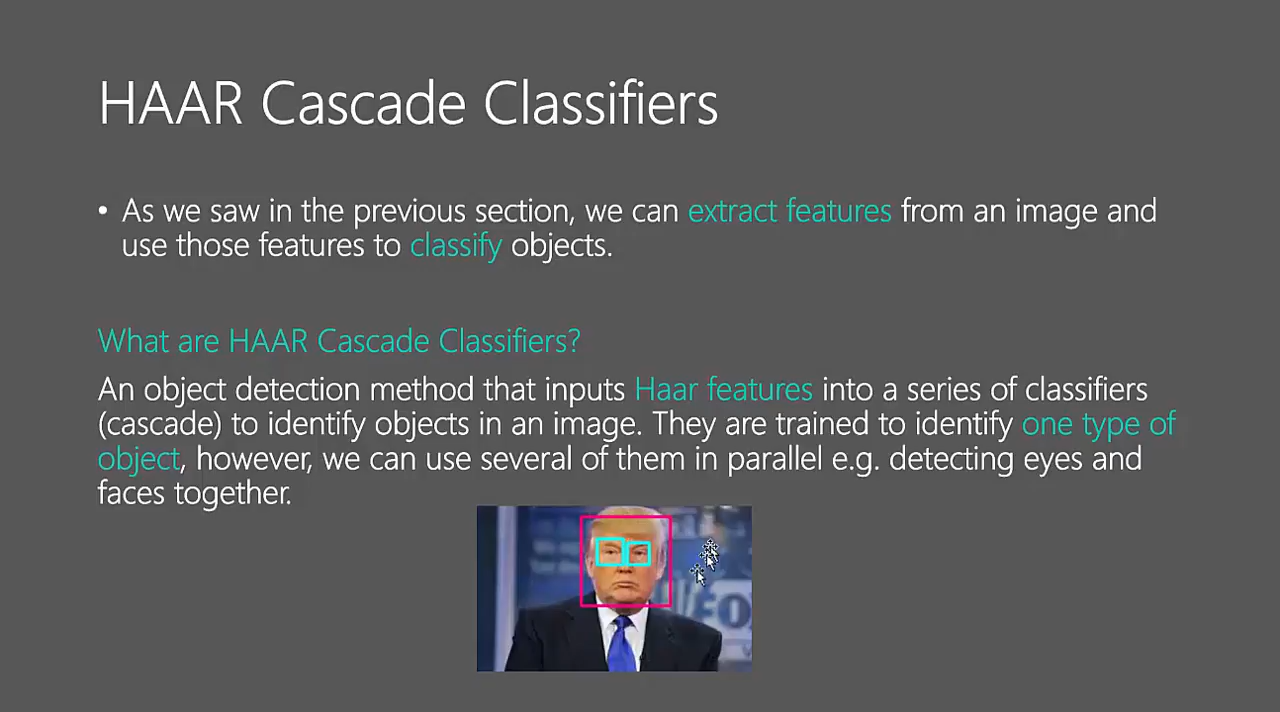 HAAR Cascade Classifiers
• As we saw in the previous section, we can extract features from an image and
use those features to classify objects.
What are HAAR Cascade Classifiers?
An object detection method that inputs Haar features into a series of classifiers
(cascade) to identify objects in an image. They are trained to identify one type of
object, however, we can use several of them in parallel e.g. detecting eyes and
faces together.